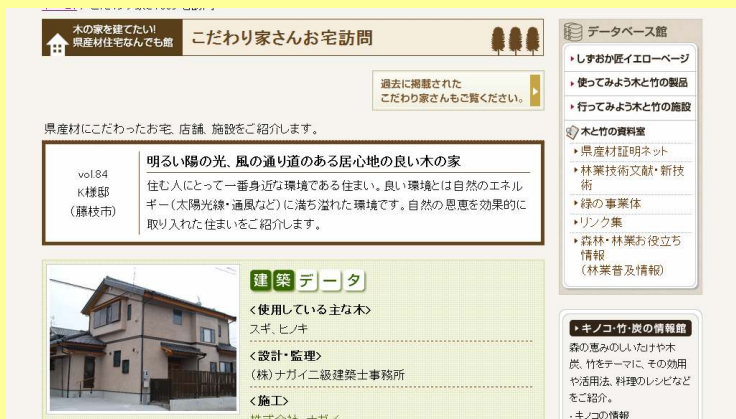 木の家を建てたい!
県産材住宅なんでも館
こだわり家さんお宅訪問
過去に掲載された
こだわり家さんもご覧ください。
県産材にこだわったお宅、店舗、施設をご紹介します。
vol.84
K様邸
(藤枝市)
明るい陽の光、風の通り道のある居心地の良い木の家
住む人にとって一番身近な環境である住まい。良い環境とは自然のエネル
ギー(太陽光線・通風など)に満ち溢れた環境です。自然の恩恵を効果的に
取り入れた住まいをご紹介します。
建築データ
<使用している主な木>
スギ、ヒノキ
<設計・監理>
(株)ナガイ二級建築士事務所
<施工>
株式会社 ナガイ
データベース館
しずおか匠イエローページ
使ってみよう木と竹の製品
行ってみよう木と竹の施設
木と竹の資料室
県産材証明ネット
林業技術文献・新技
術
緑の事業体
リンク集
森林・林業お役立ち
情報
(林業普及情報)
キノコ・竹・炭の情報館
森の恵みのしいたけや木
炭、竹をテーマに、その効用
や活用法、料理のレシピなど
をご紹介。
・キノコの情報